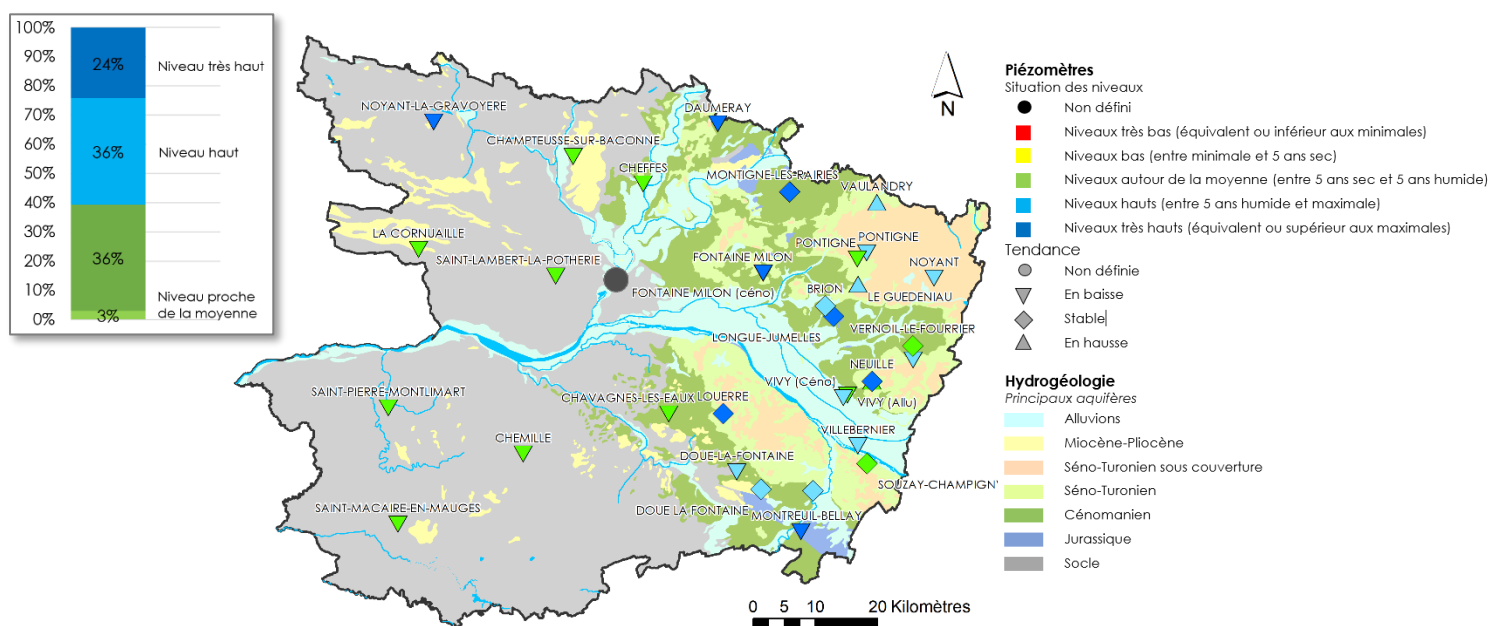 100%
90%
80%
70%
60%
50%
40%
30%
20%
10%
0%
24%
36%
36%
3%
Niveau très haut
Niveau haut
Niveau proche
de la moyenne
NOYANT-LA-GRAVOYERE
DAUMERAY
CHAMPTEUSSE-SUR-BACONNE
CHEFFES
MONTIGNE-LES-RAIRIES
VAULANDRY
LA CORNUAILLE
SAINT-LAMBERT-LA-POTHERIE
PONTIGNE
PONTIGNE
FONTAINE MILON
NOYANT
BRION
FONTAINE MILON (céno)
LE GUEDENIAU
LONGUE-JUMELLES
VERNOIL-LE-FOURRIER
NEUILLE
VIVY (Céno)
VIVY (Allu)
SAINT-PIERRE-MONTLIMART
CHAVAGNES-LES-EAUX
LOUERRE
VILLEBERNIER
CHEMILLE
DOUE-LA-FONTAINE
SOUZAY-CHAMPIGNY
SAINT-MACAIRE-EN-MAUGES
DOUE LA FONTAINE
MONTREUIL-BELLAY
N
0 5 10 20 Kilomètres
Piézomètres
Situation des niveaux
Non défini
Niveaux très bas (équivalent ou inférieur aux minimales)
Niveaux bas (entre minimale et 5 ans sec)
Niveaux autour de la moyenne (entre 5 ans sec et 5 ans humide)
Niveaux hauts (entre 5 ans humide et maximale)
Niveaux très hauts (équivalent ou supérieur aux maximales)
Tendance
Non définie
En baisse
Stable
En hausse
Hydrogéologie
Principaux aquifères
Alluvions
Miocène-Pliocène
Séno-Turonien sous couverture
Séno-Turonien
Cénomanien
Jurassique
Socle